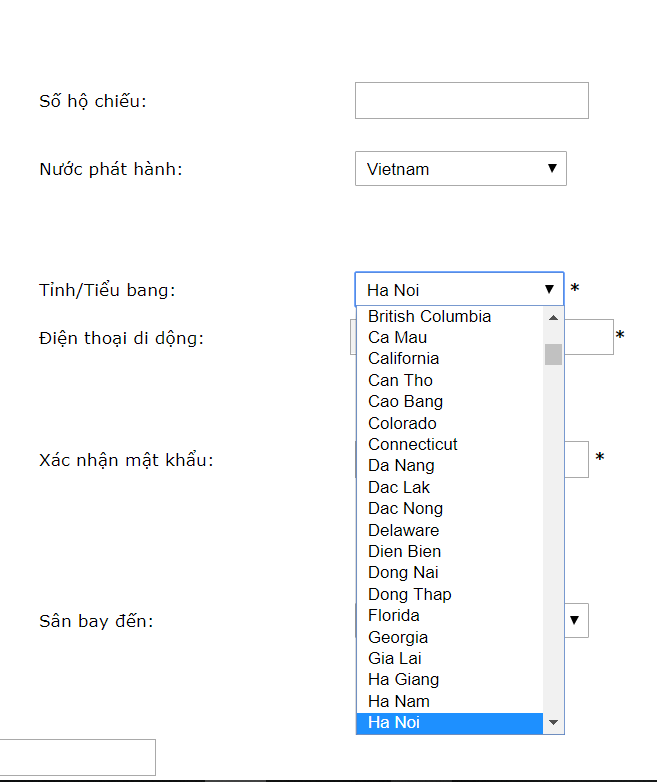 Số hộ chiếu:
Nước phát hành:
Vietnam
Tỉnh/Tiểu bang:
Ha Noi
*
British Columbia
Điện thoại di động:
*
Ca Mau
California
Can Tho
Cao Bang
Colorado
Connecticut
Xác nhận mật khẩu:
*
Da Nang
Dac Lak
Dac Nong
Delaware
Dien Bien
Dong Nai
Dong Thap
Florida
Sân bay đến:
Georgia
Gia Lai
Ha Giang
Ha Nam
Ha Noi